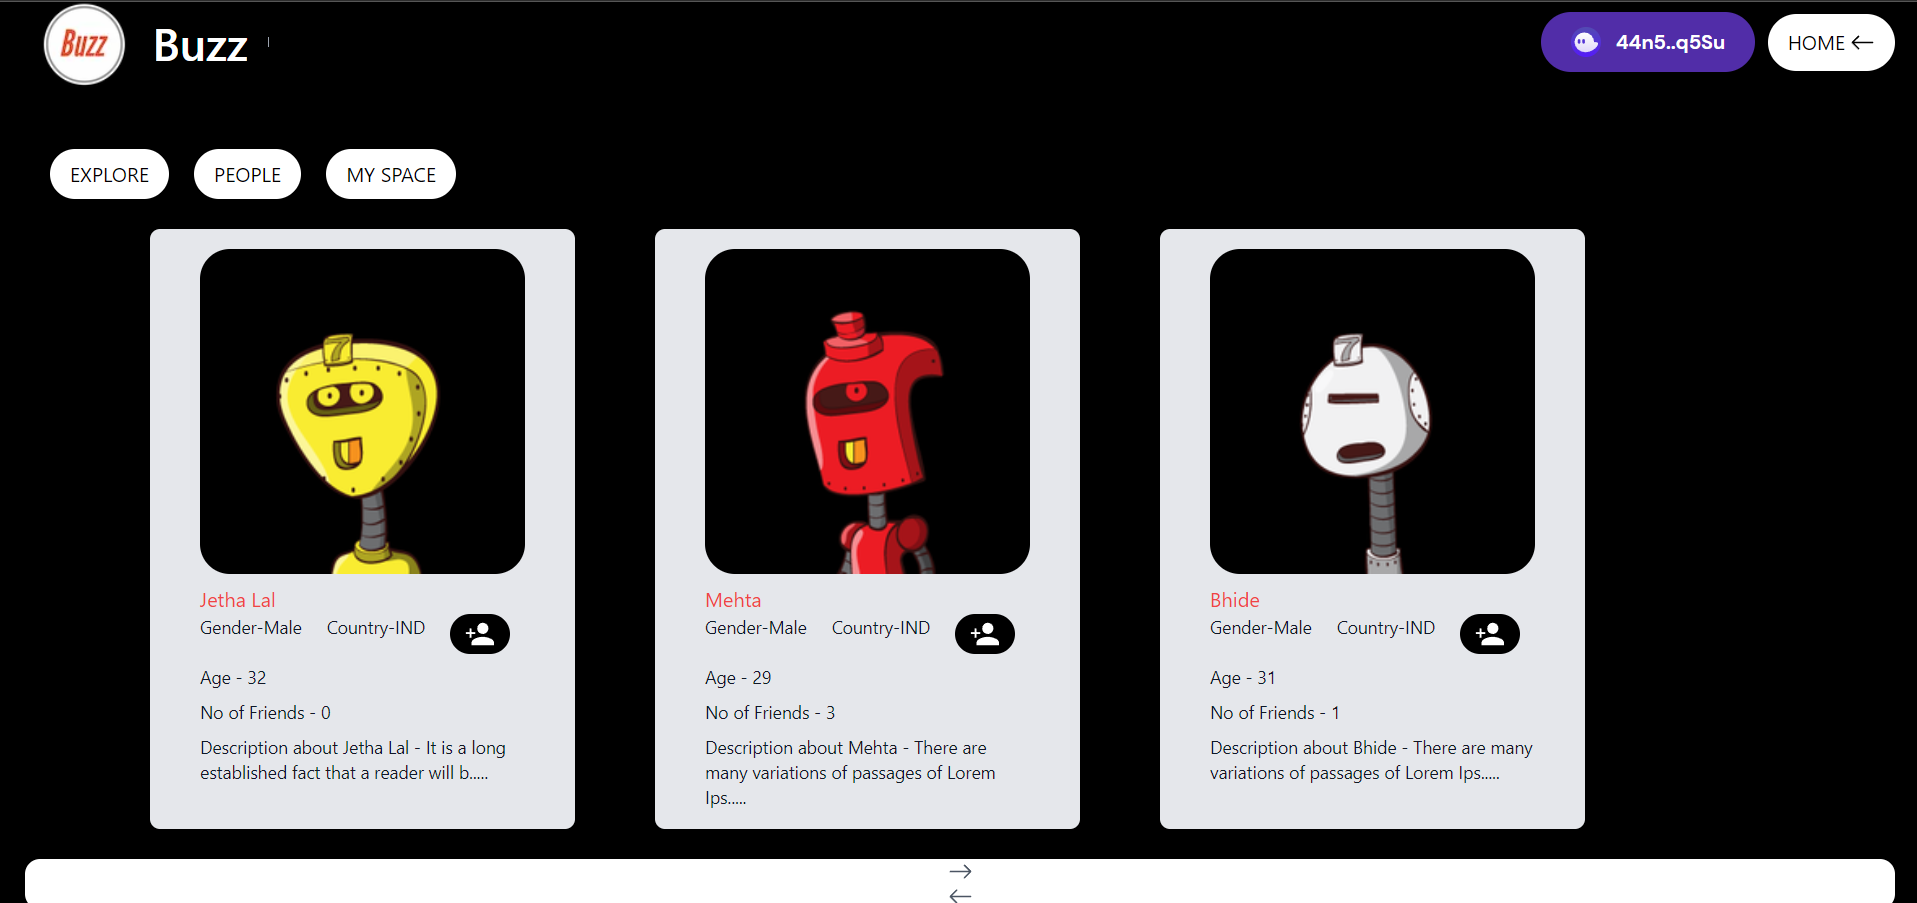 Buzz
Buzz
44n5..q5Su
HOME
EXPLORE
PEOPLE
MY SPACE
7
7
Jetha Lal
Gender-Male
Country-IND
Age - 32
No of Friends - 0
Description about Jetha Lal - It is a long
established fact that a reader will b.....
Mehta
Gender-Male
Country-IND
Age - 29
No of Friends - 3
Description about Mehta - There are
many variations of passages of Lorem
Ips.....
Bhide
Gender-Male
Country-IND
Age - 31
No of Friends - 1
Description about Bhide - There are many
variations of passages of Lorem Ips.....